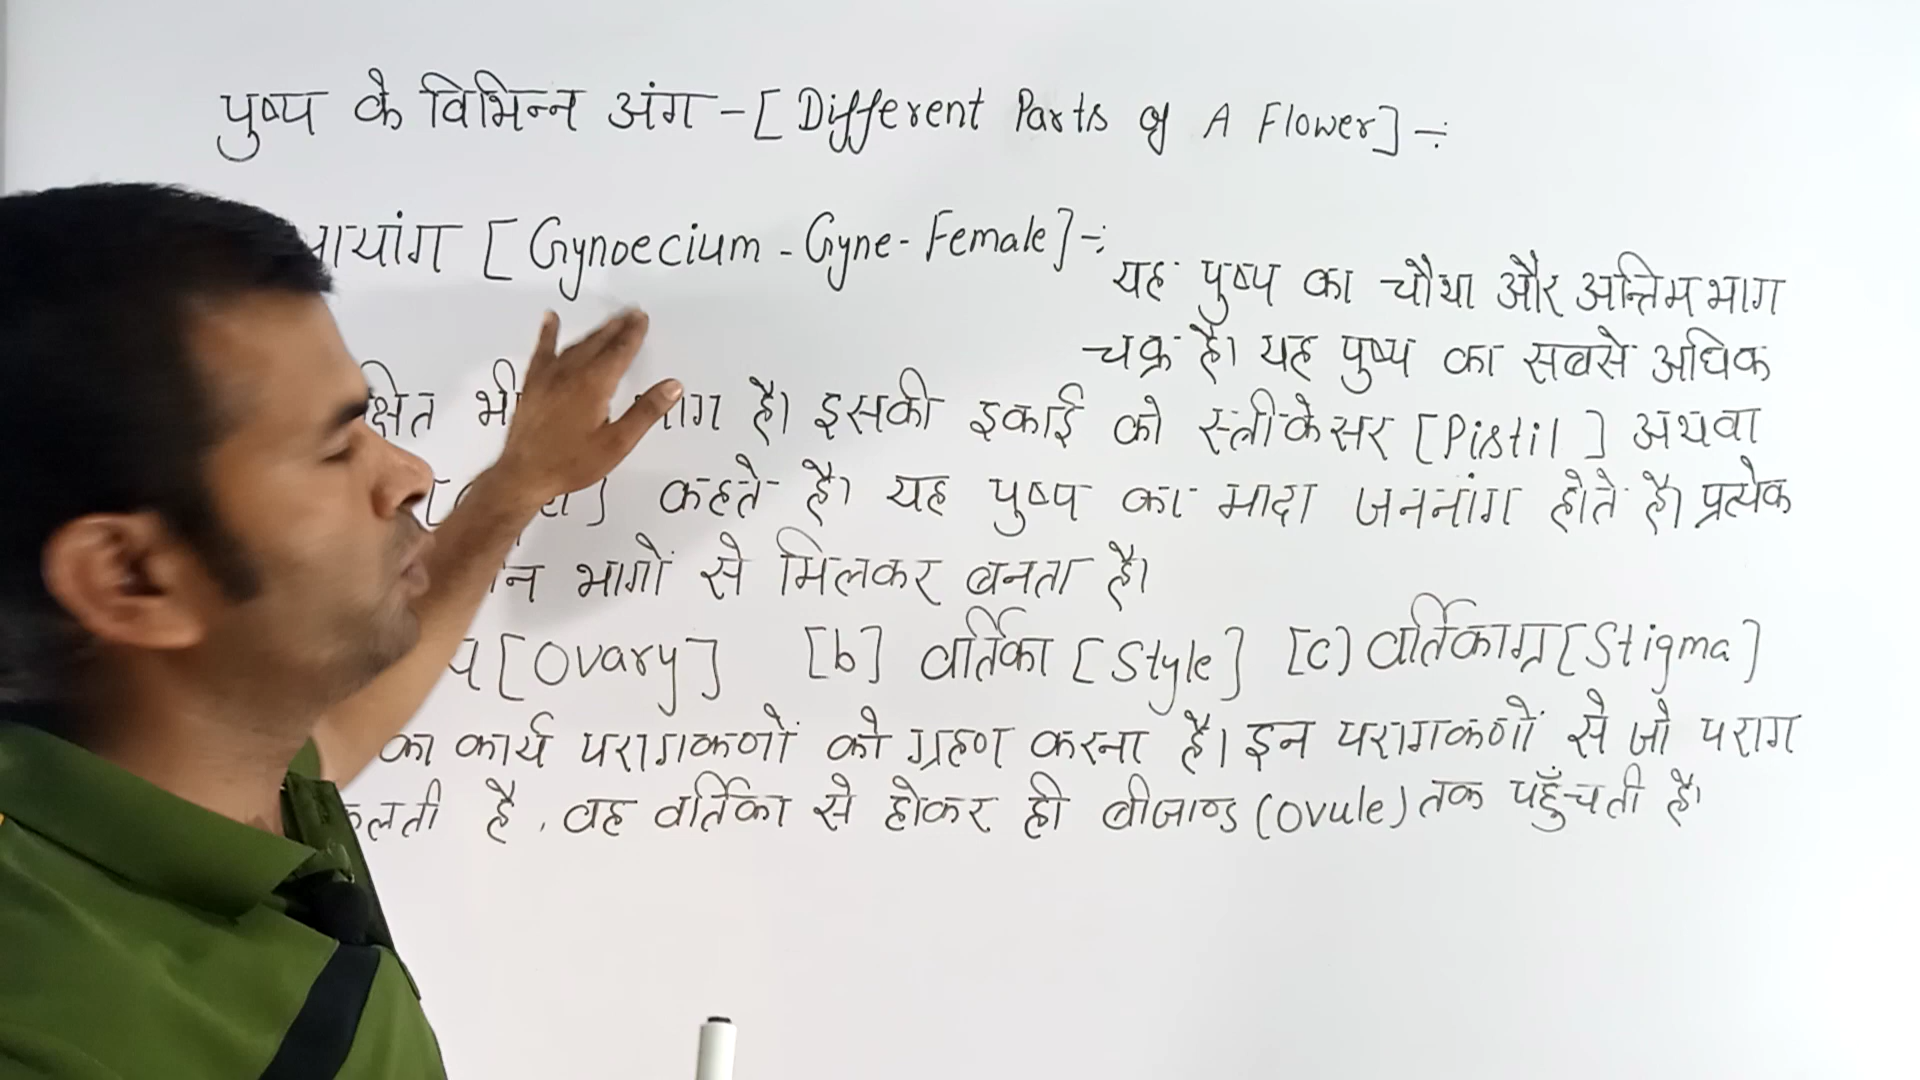 पुष्प के विभिन्न अंग - [Different Parts of A Flower] -:
[Gynoecium - Gyne - Female] -:
यह पुष्प का चौथा और अन्तिम भाग
चक्र है। यह पुष्प का सबसे अधिक
है। इसकी इकाई को स्त्रीकेसर [Pistil] अथवा
कहते है। यह पुष्प का मादा जननांग होते है। प्रत्येक
भागों से मिलकर बनता है।
[Ovary] [b] वर्तिका [Style] [c) वर्तिकाग्र [Stigma]
का कार्य परागकणों को ग्रहण करना है। इन परागकणों से जो पराग
है, वह वर्तिका से होकर ही बीजाण्ड (Ovule) तक पहुँचती है।